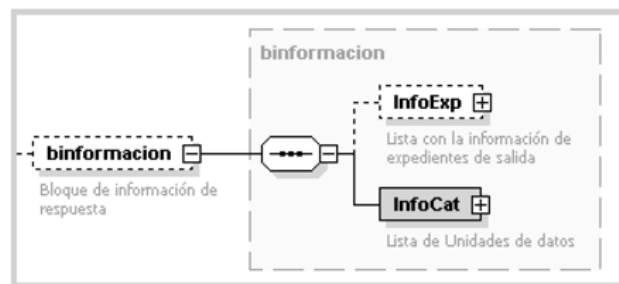 binformacion
InfoExp
Lista con la información de
expedientes de salida
binformacion
Bloque de información de
respuesta
InfoCat
Lista de Unidades de datos